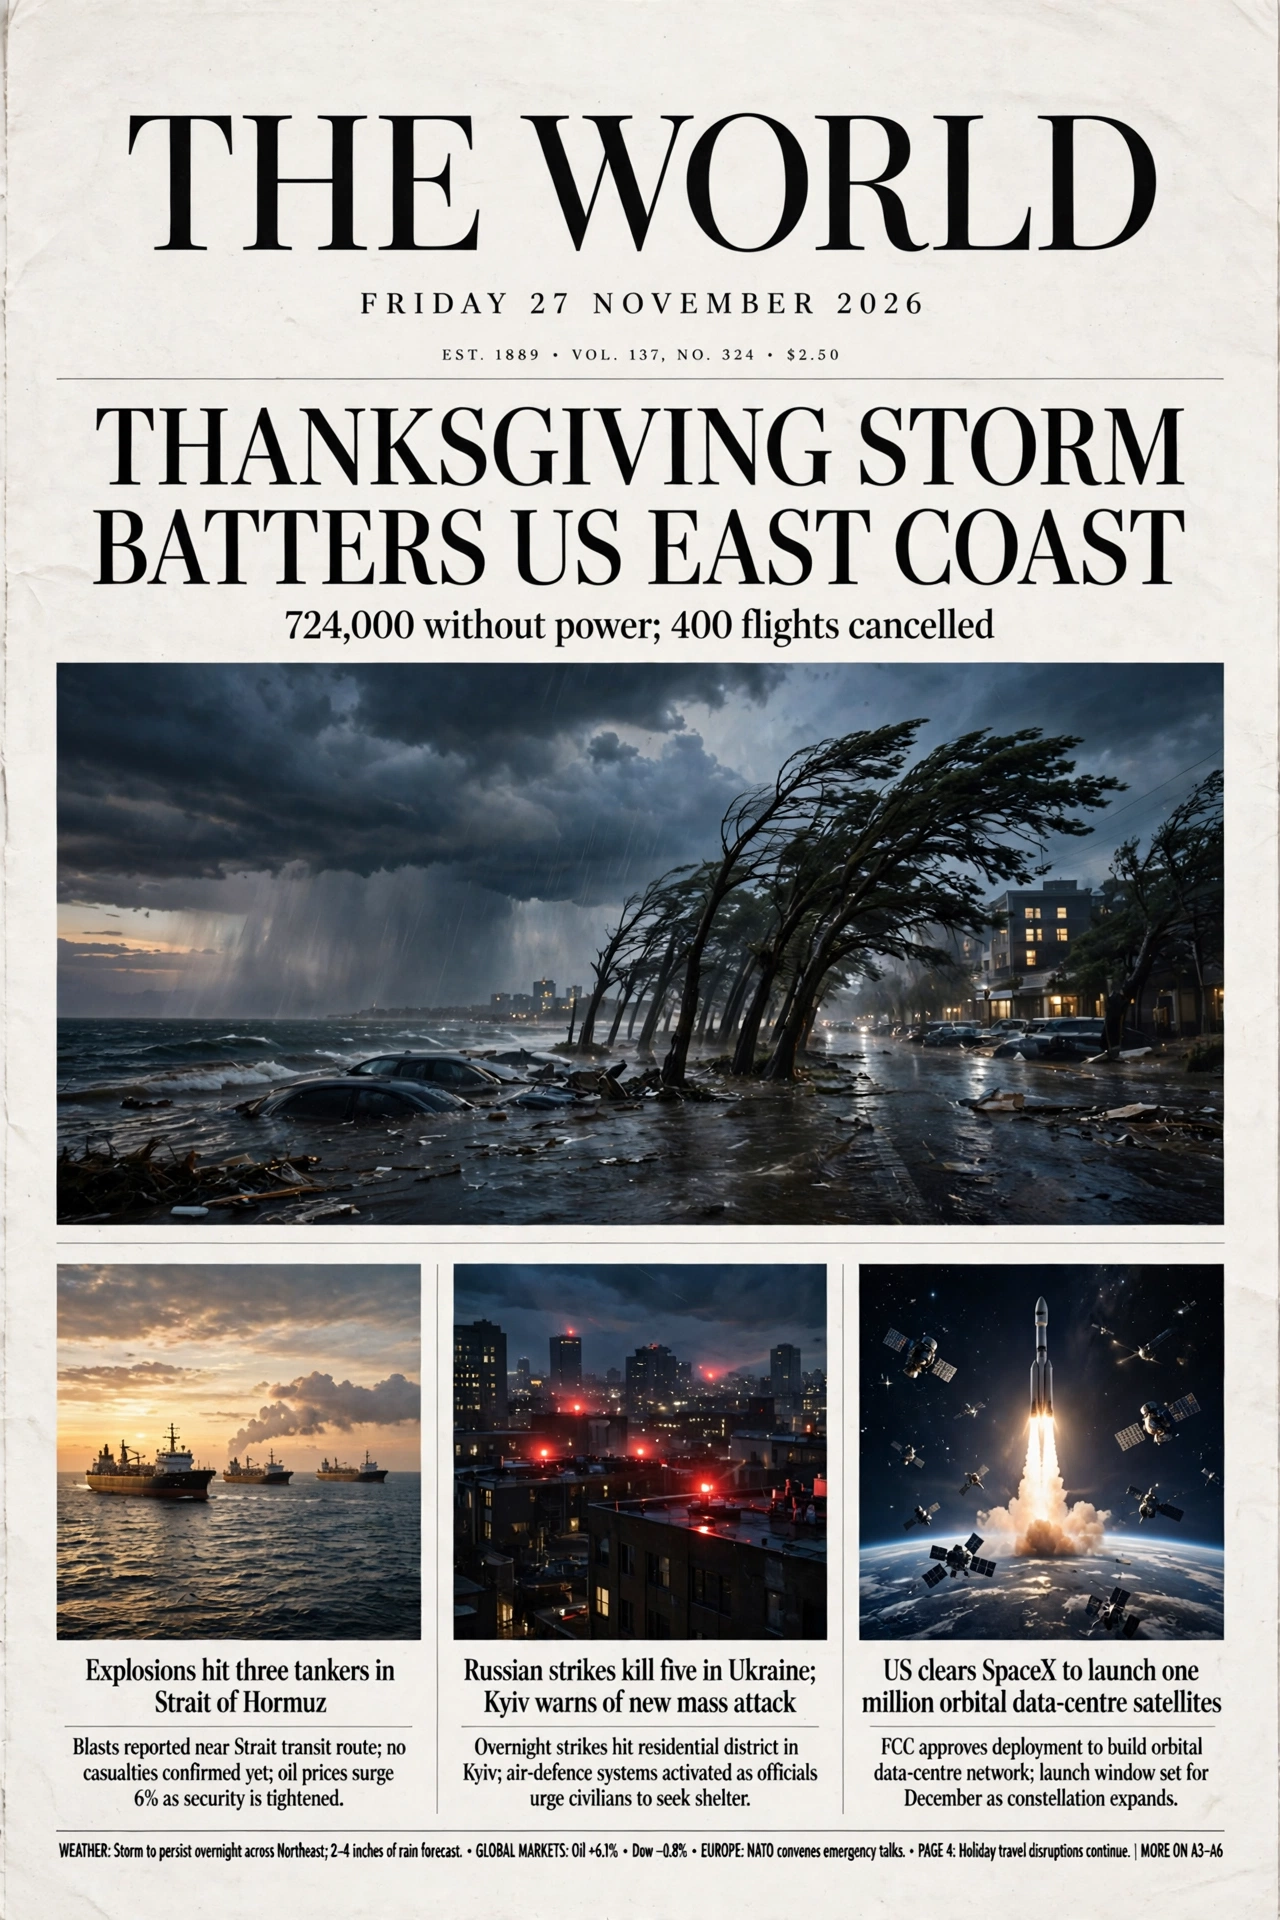 THE WORLD
FRIDAY 27 NOVEMBER 2026
EST. 1889 • VOL. 137, NO. 324 • $2.50
THANKSGIVING STORM
BATTERS US EAST COAST
724,000 without power; 400 flights cancelled
Explosions hit three tankers in
Strait of Hormuz
Blasts reported near Strait transit route; no
casualties confirmed yet; oil prices surge
6% as security is tightened.
Russian strikes kill five in Ukraine;
Kyiv warns of new mass attack
Overnight strikes hit residential district in
Kyiv; air-defence systems activated as officials
urge civilians to seek shelter.
US clears SpaceX to launch one
million orbital data-centre satellites
FCC approves deployment to build orbital
data-centre network; launch window set for
December as constellation expands.
WEATHER: Storm to persist overnight across Northeast; 2–4 inches of rain forecast. • GLOBAL MARKETS: Oil +6.1% • Dow –0.8% • EUROPE: NATO convenes emergency talks. • PAGE 4: Holiday travel disruptions continue. | MORE ON A3–A6